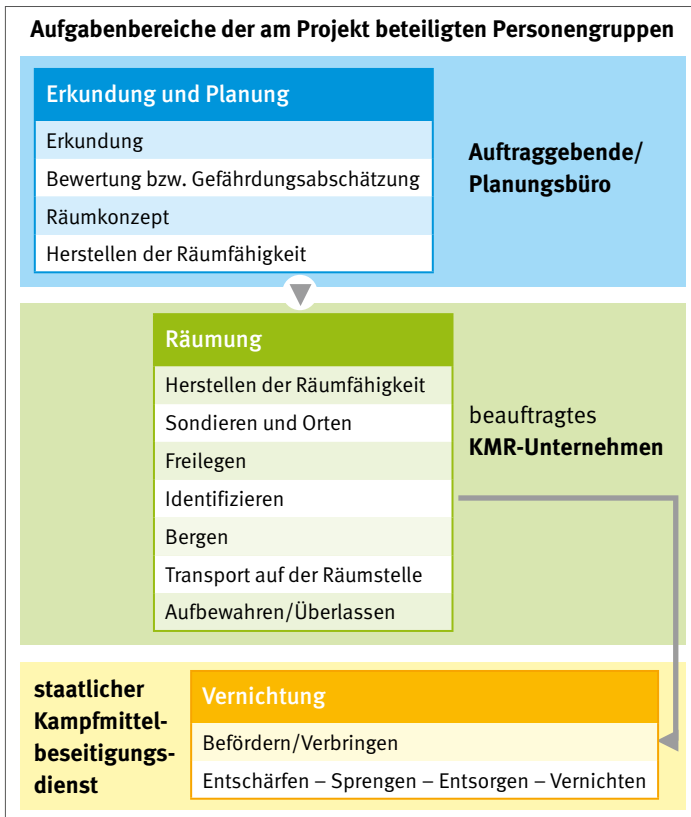 Aufgabenbereiche der am Projekt beteiligten Personengruppen
Erkundung und Planung
Erkundung
Bewertung bzw. Gefährdungsabschätzung
Räumkonzept
Herstellen der Räumfähigkeit
Auftraggebende/
Planungsbüro
Räumung
Herstellen der Räumfähigkeit
Sondieren und Orten
Freilegen
Identifizieren
Bergen
Transport auf der Räumstelle
Aufbewahren/Überlassen
beauftragtes
KMR-Unternehmen
staatlicher
Kampfmittel-
beseitigungs-
dienst
Vernichtung
Befördern/Verbringen
Entschärfen – Sprengen – Entsorgen – Vernichten